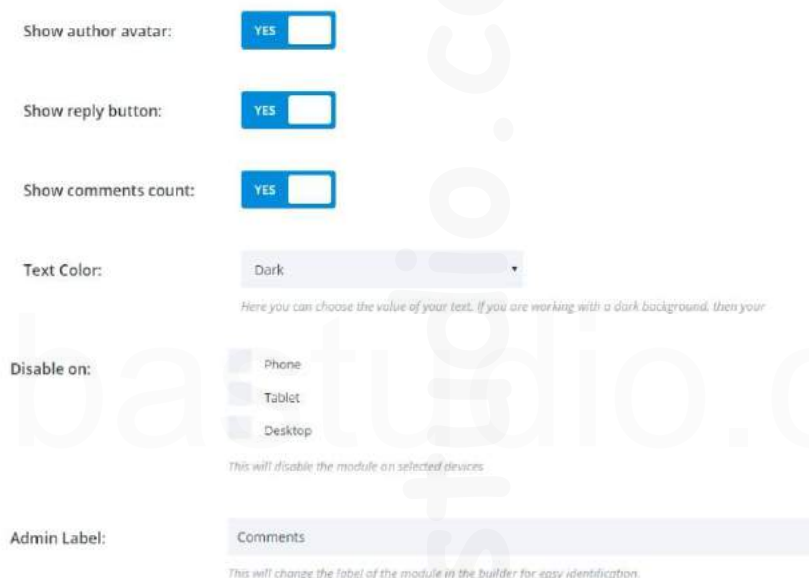 Show author avatar: YES
Show reply button: YES
Show comments count: YES
Text Color: Dark
Here you can choose the value of your text. If you are working with a dark background, then your
Disable on: Phone
Tablet
Desktop
This will disable the module on selected devices
Admin Label: Comments
This will change the label of the module in the builder for easy identification.